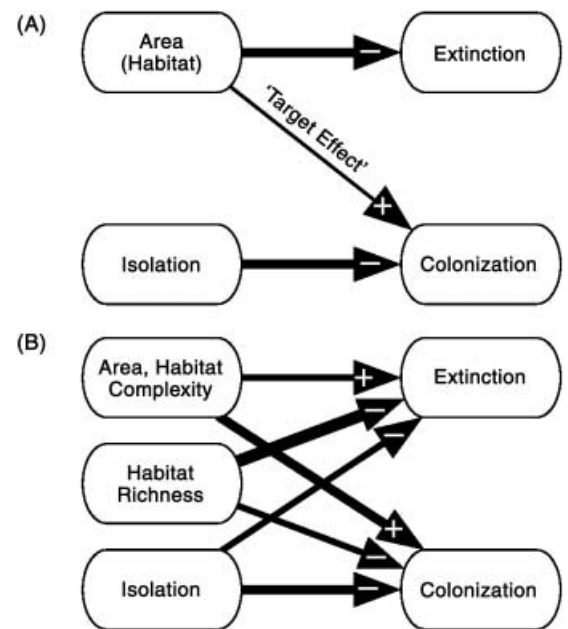 (A)
Area
(Habitat)
−
Extinction
'Target Effect'
+
Isolation
−
Colonization
(B)
Area, Habitat
Complexity
+
Extinction
−
−
Habitat
Richness
+
−
Isolation
−
Colonization